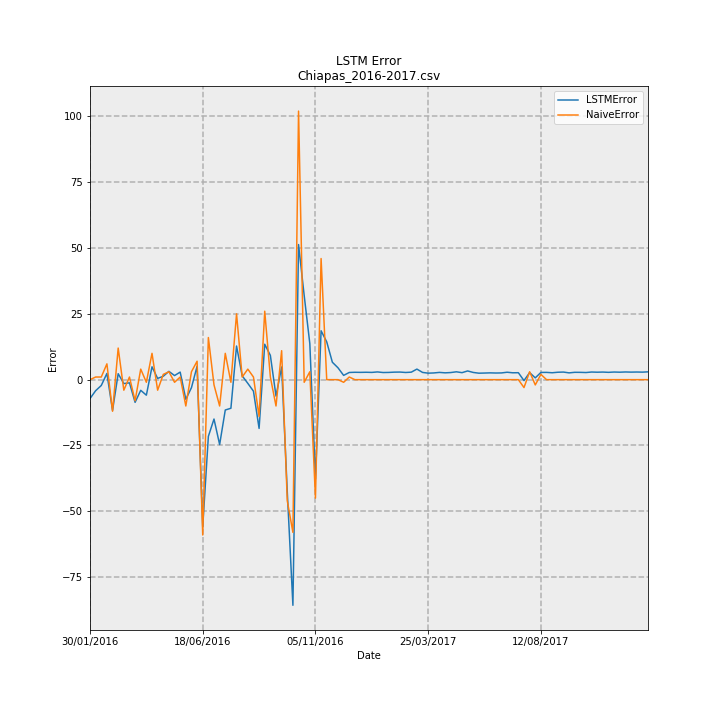 LSTM Error
Chiapas_2016-2017.csv
LSTMError
NaiveError
100
75
50
25
0
−25
−50
−75
Error
30/01/2016
18/06/2016
05/11/2016
25/03/2017
12/08/2017
Date